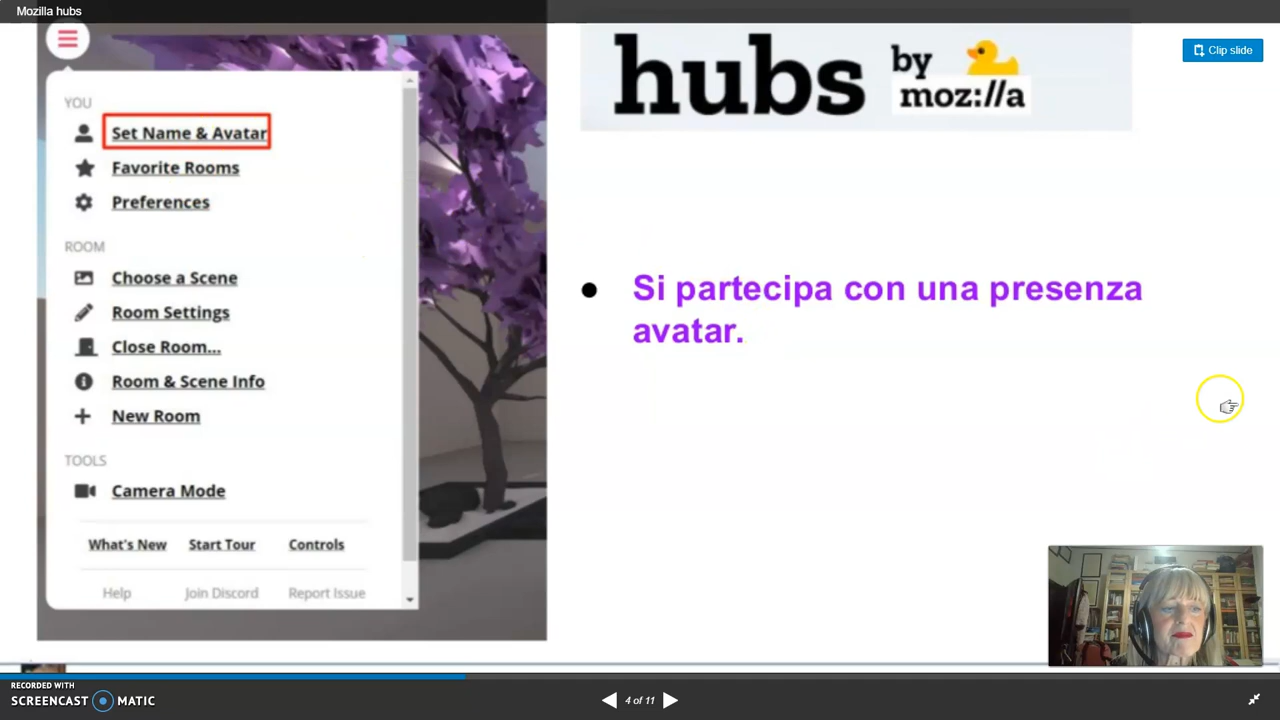 Mozilla hubs
YOU
Set Name & Avatar
Favorite Rooms
Preferences
ROOM
Choose a Scene
Room Settings
Close Room...
Room & Scene Info
New Room
TOOLS
Camera Mode
What's New Start Tour Controls
Help Join Discord Report Issue
hubs by
moz://a
Clip slide
● Si partecipa con una presenza
avatar.
RECORDED WITH
SCREENCAST MATIC
4 of 11